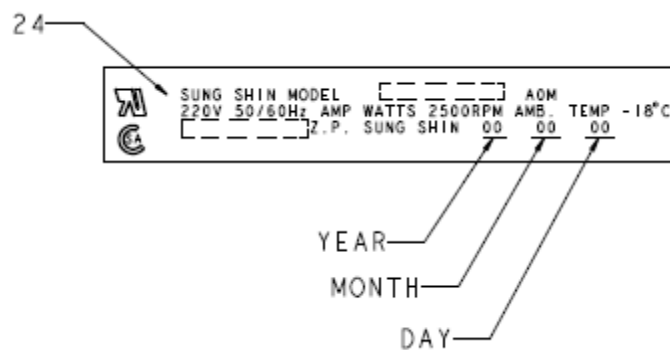 24
SUNG SHIN MODEL AOM
220V 50/60Hz AMP WATTS 2500RPM AMB. TEMP -18°C
Z.P. SUNG SHIN 00 00 00
YEAR
MONTH
DAY